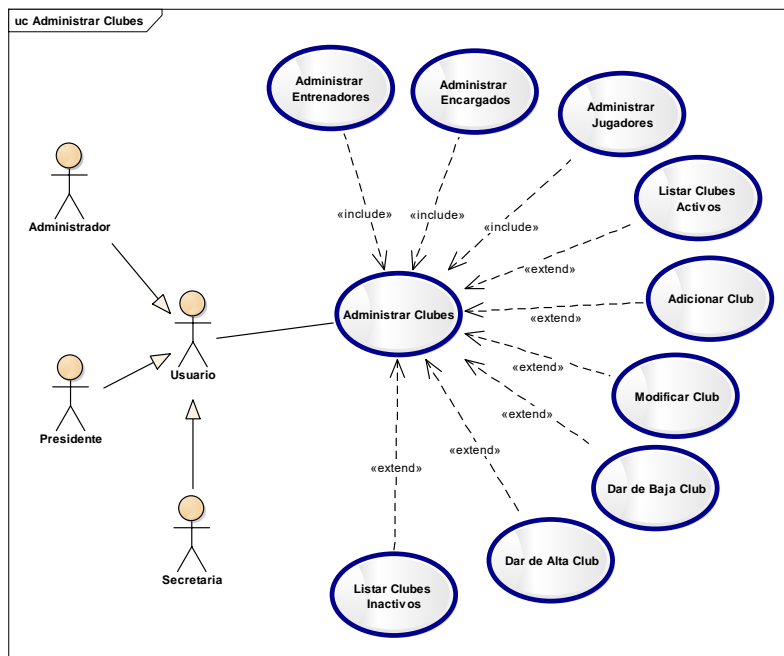 uc Administrar Clubes
Administrar
Entrenadores
Administrar
Encargados
Administrar
Jugadores
Listar Clubes
Activos
Administrador
«include»
«include»
«include»
«extend»
Adicionar Club
Administrar Clubes
«extend»
Usuario
«extend»
Modificar Club
Presidente
«extend»
«extend»
«extend»
Dar de Baja Club
Dar de Alta Club
Secretaria
Listar Clubes
Inactivos